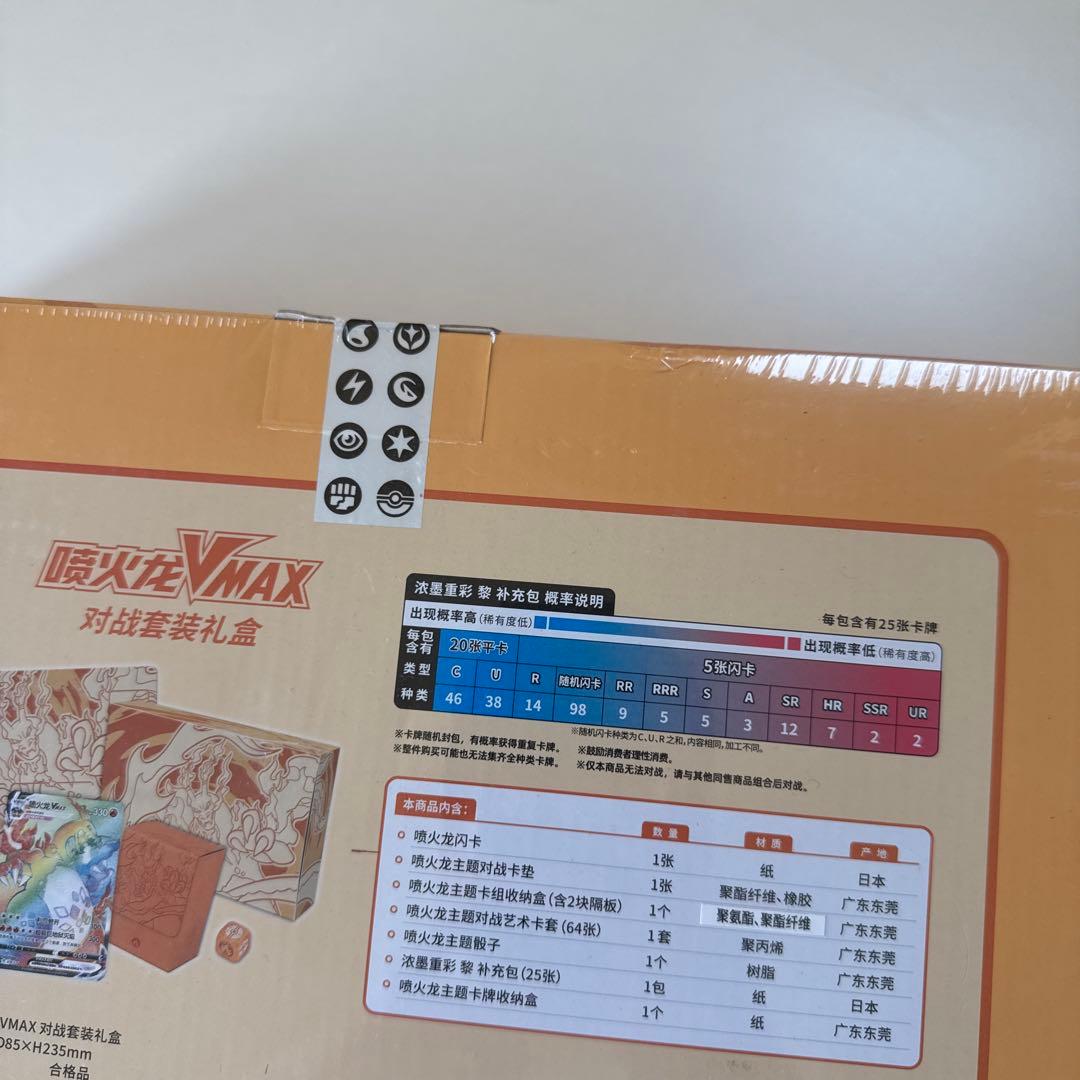 喷火龙VMAX
对战套装礼盒
浓墨重彩 黎 补充包 概率说明
每包含有25张卡牌
出现概率高(稀有度低) 出现概率低(稀有度高)
每包含有 20张平卡 5张闪卡
类型 C U R 随机闪卡 RR RRR S A SR HR SSR UR
种类 46 38 14 98 9 5 5 3 12 7 2 2
※随机闪卡种类为C、U、R之和,内容相同,加工不同。
※卡牌随机封包，有概率获得重复卡牌。 ※鼓励消费者理性消费。
※整件购买可能也无法集齐全种类卡牌。 ※仅本商品无法对战，请与其他同售商品组合后对战。
本商品内含： 数量 材质 产地
喷火龙闪卡 1张 纸 日本
喷火龙主题对战卡垫 1张 聚酯纤维、橡胶 广东东莞
喷火龙主题卡组收纳盒(含2块隔板) 1个 聚氨酯、聚酯纤维 广东东莞
喷火龙主题对战艺术卡套(64张) 1套 聚丙烯 广东东莞
喷火龙主题骰子 1个 树脂 广东东莞
浓墨重彩 黎 补充包(25张) 1包 纸 日本
喷火龙主题卡牌收纳盒 1个 纸 广东东莞
喷火龙VMAX 330
VMAX 对战套装礼盒
D85×H235mm
合格品